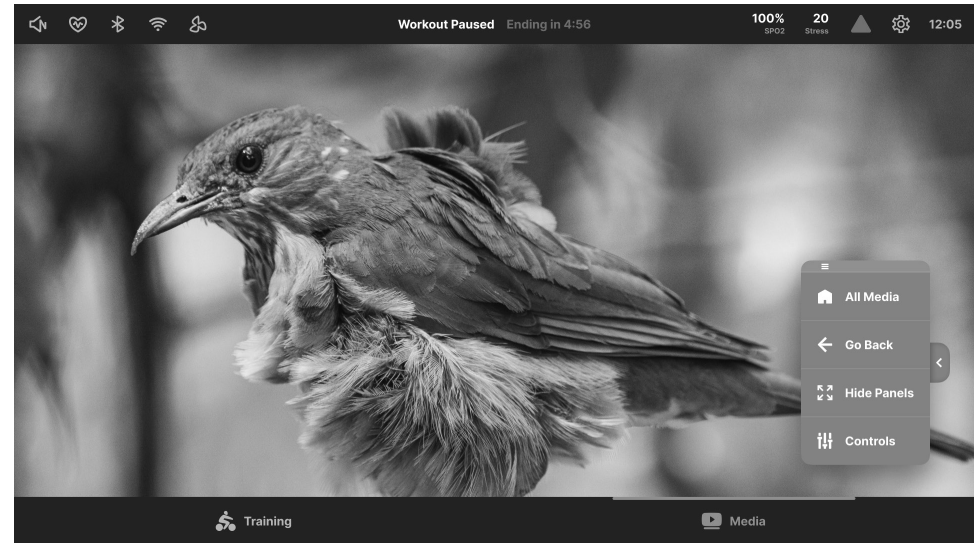 Workout Paused Ending in 4:56
100% 20 12:05
SPO2 Stress
All Media
Go Back
Hide Panels
Controls
Training Media